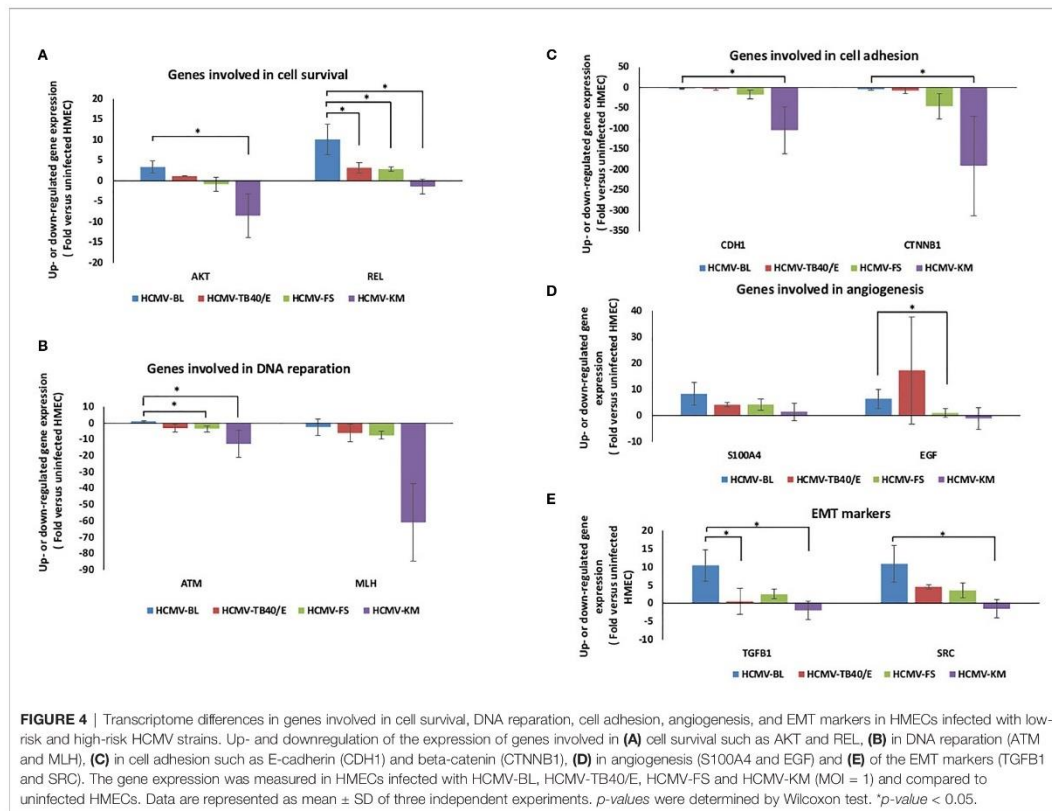 A
Genes involved in cell survival
Up- or down-regulated gene expression
( Fold versus uninfected HMEC)
20
15
10
5
0
-5
-10
-15
-20
*
*
*
*
AKT
REL
HCMV-BL
HCMV-TB40/E
HCMV-FS
HCMV-KM
B
Genes involved in DNA reparation
Up- or down-regulated gene expression
( Fold versus uninfected HMEC)
10
0
-10
-20
-30
-40
-50
-60
-70
-80
-90
*
*
ATM
MLH
HCMV-BL
HCMV-TB40/E
HCMV-FS
HCMV-KM
C
Genes involved in cell adhesion
Up- or down-regulated gene expression
( Fold versus uninfected HMEC)
50
0
-50
-100
-150
-200
-250
-300
-350
*
*
CDH1
CTNNB1
HCMV-BL
HCMV-TB40/E
HCMV-FS
HCMV-KM
D
Genes involved in angiogenesis
Up- or down-regulated gene
expression
( Fold versus uninfected HMEC)
40
30
20
10
0
-10
*
S100A4
EGF
HCMV-BL
HCMV-TB40/E
HCMV-FS
HCMV-KM
E
EMT markers
Up- or down-regulated gene
expression
( Fold versus uninfected
HMEC)
20
15
10
5
0
-5
-10
*
*
*
TGFB1
SRC
HCMV-BL
HCMV-TB40/E
HCMV-FS
HCMV-KM
FIGURE 4 | Transcriptome differences in genes involved in cell survival, DNA reparation, cell adhesion, angiogenesis, and EMT markers in HMECs infected with low-
risk and high-risk HCMV strains. Up- and downregulation of the expression of genes involved in (A) cell survival such as AKT and REL, (B) in DNA reparation (ATM
and MLH), (C) in cell adhesion such as E-cadherin (CDH1) and beta-catenin (CTNNB1), (D) in angiogenesis (S100A4 and EGF) and (E) of the EMT markers (TGFB1
and SRC). The gene expression was measured in HMECs infected with HCMV-BL, HCMV-TB40/E, HCMV-FS and HCMV-KM (MOI = 1) and compared to
uninfected HMECs. Data are represented as mean ± SD of three independent experiments. p-values were determined by Wilcoxon test. *p-value < 0.05.